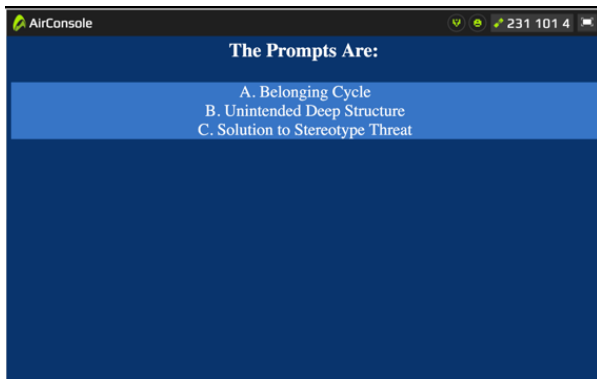 AirConsole
231 101 4
The Prompts Are:
A. Belonging Cycle
B. Unintended Deep Structure
C. Solution to Stereotype Threat